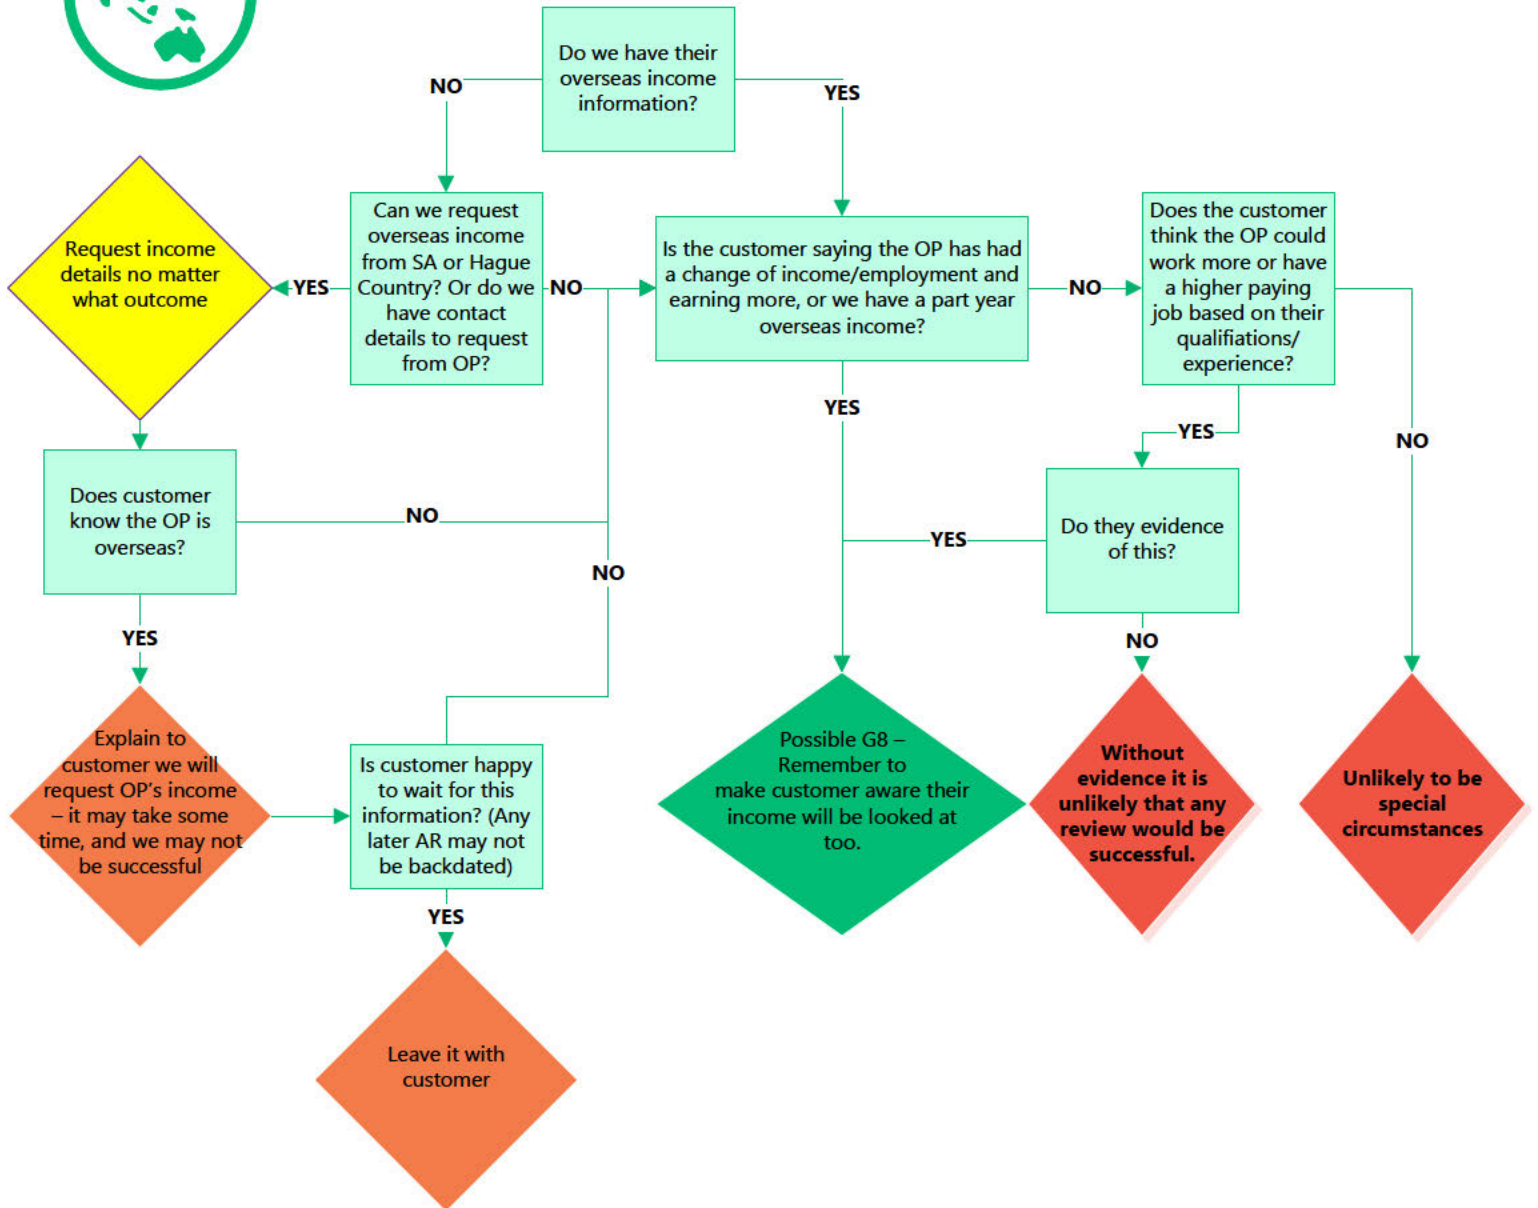 Do we have their
overseas income
information?
NO
YES
Request income
details no matter
what outcome
YES
Can we request
overseas income
from SA or Hague
Country? Or do we
have contact
details to request
from OP?
NO
Is the customer saying the OP has had
a change of income/employment and
earning more, or we have a part year
overseas income?
NO
Does the customer
think the OP could
work more or have
a higher paying
job based on their
qualifiations/
experience?
YES
YES
NO
Does customer
know the OP is
overseas?
NO
NO
YES
Do they evidence
of this?
YES
NO
Explain to
customer we will
request OP's income
– it may take some
time, and we may not
be successful
Is customer happy
to wait for this
information? (Any
later AR may not
be backdated)
Possible G8 –
Remember to
make customer aware their
income will be looked at
too.
Without
evidence it is
unlikely that any
review would be
successful.
Unlikely to be
special
circumstances
YES
Leave it with
customer